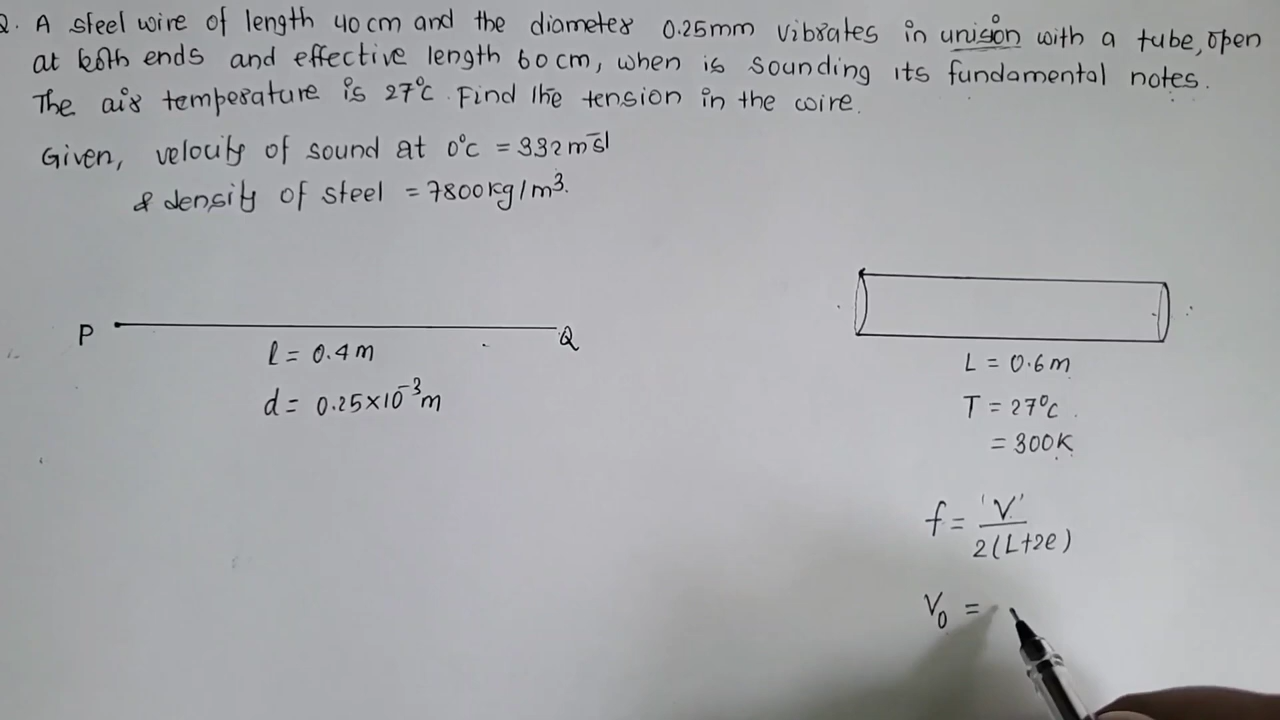 2. A steel wire of length 40 cm and the diameter 0.25mm vibrates in unision with a tube, open
at both ends and effective length 60 cm, when is sounding its fundamental notes.
The air temperature is 27°C. Find the tension in the wire.
Given, velocity of sound at 0°C = 332 ms⁻¹
& density of steel = 7800 kg/m³.
P Q
l = 0.4 m
d = 0.25×10⁻³ m
L = 0.6 m
T = 27°C
= 300K
f = 'V' / 2(L+2e)
V₀ =